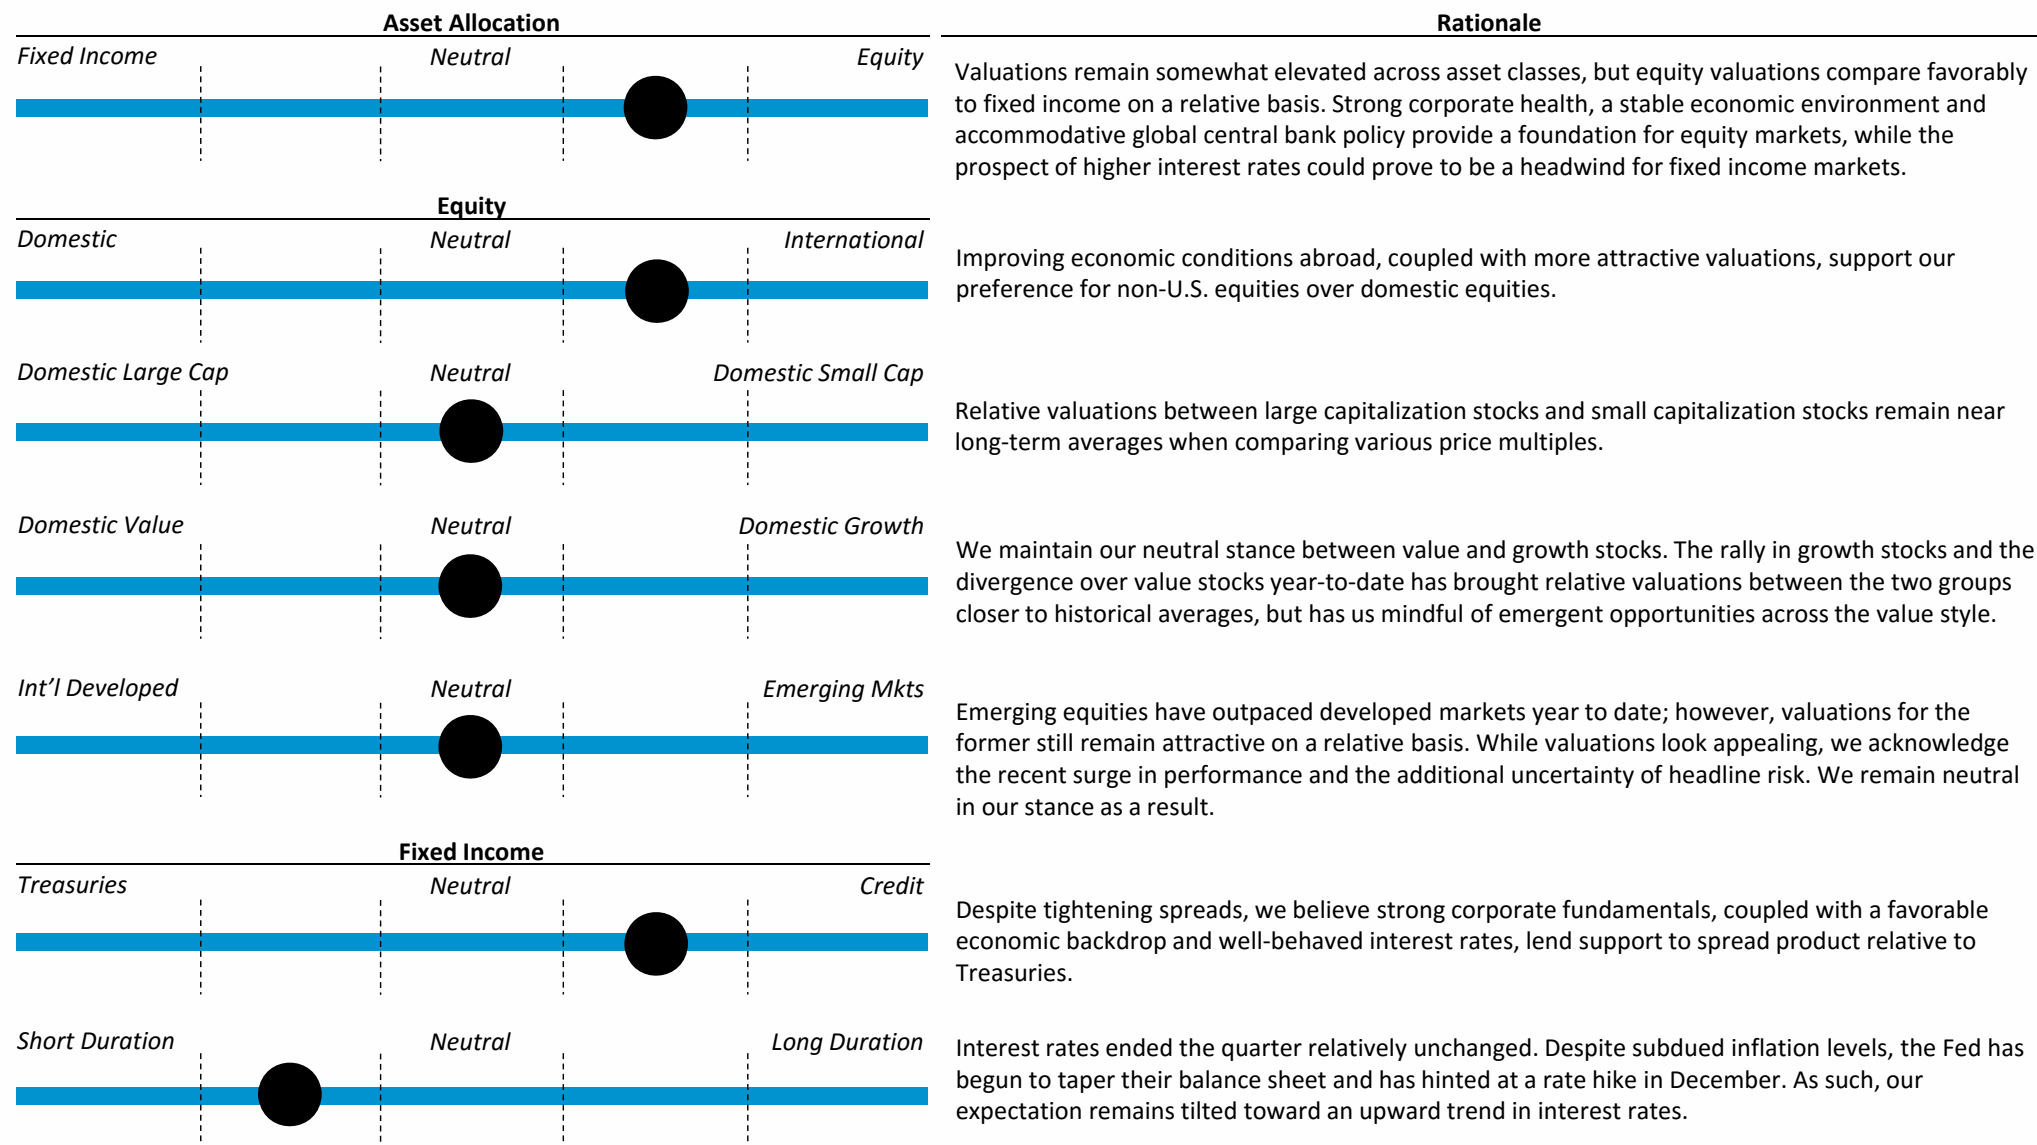 Asset Allocation
Rationale
Fixed Income Neutral Equity
Valuations remain somewhat elevated across asset classes, but equity valuations compare favorably
to fixed income on a relative basis. Strong corporate health, a stable economic environment and
accommodative global central bank policy provide a foundation for equity markets, while the
prospect of higher interest rates could prove to be a headwind for fixed income markets.
Equity
Domestic Neutral International
Improving economic conditions abroad, coupled with more attractive valuations, support our
preference for non-U.S. equities over domestic equities.
Domestic Large Cap Neutral Domestic Small Cap
Relative valuations between large capitalization stocks and small capitalization stocks remain near
long-term averages when comparing various price multiples.
Domestic Value Neutral Domestic Growth
We maintain our neutral stance between value and growth stocks. The rally in growth stocks and the
divergence over value stocks year-to-date has brought relative valuations between the two groups
closer to historical averages, but has us mindful of emergent opportunities across the value style.
Int’l Developed Neutral Emerging Mkts
Emerging equities have outpaced developed markets year to date; however, valuations for the
former still remain attractive on a relative basis. While valuations look appealing, we acknowledge
the recent surge in performance and the additional uncertainty of headline risk. We remain neutral
in our stance as a result.
Fixed Income
Treasuries Neutral Credit
Despite tightening spreads, we believe strong corporate fundamentals, coupled with a favorable
economic backdrop and well-behaved interest rates, lend support to spread product relative to
Treasuries.
Short Duration Neutral Long Duration
Interest rates ended the quarter relatively unchanged. Despite subdued inflation levels, the Fed has
begun to taper their balance sheet and has hinted at a rate hike in December. As such, our
expectation remains tilted toward an upward trend in interest rates.